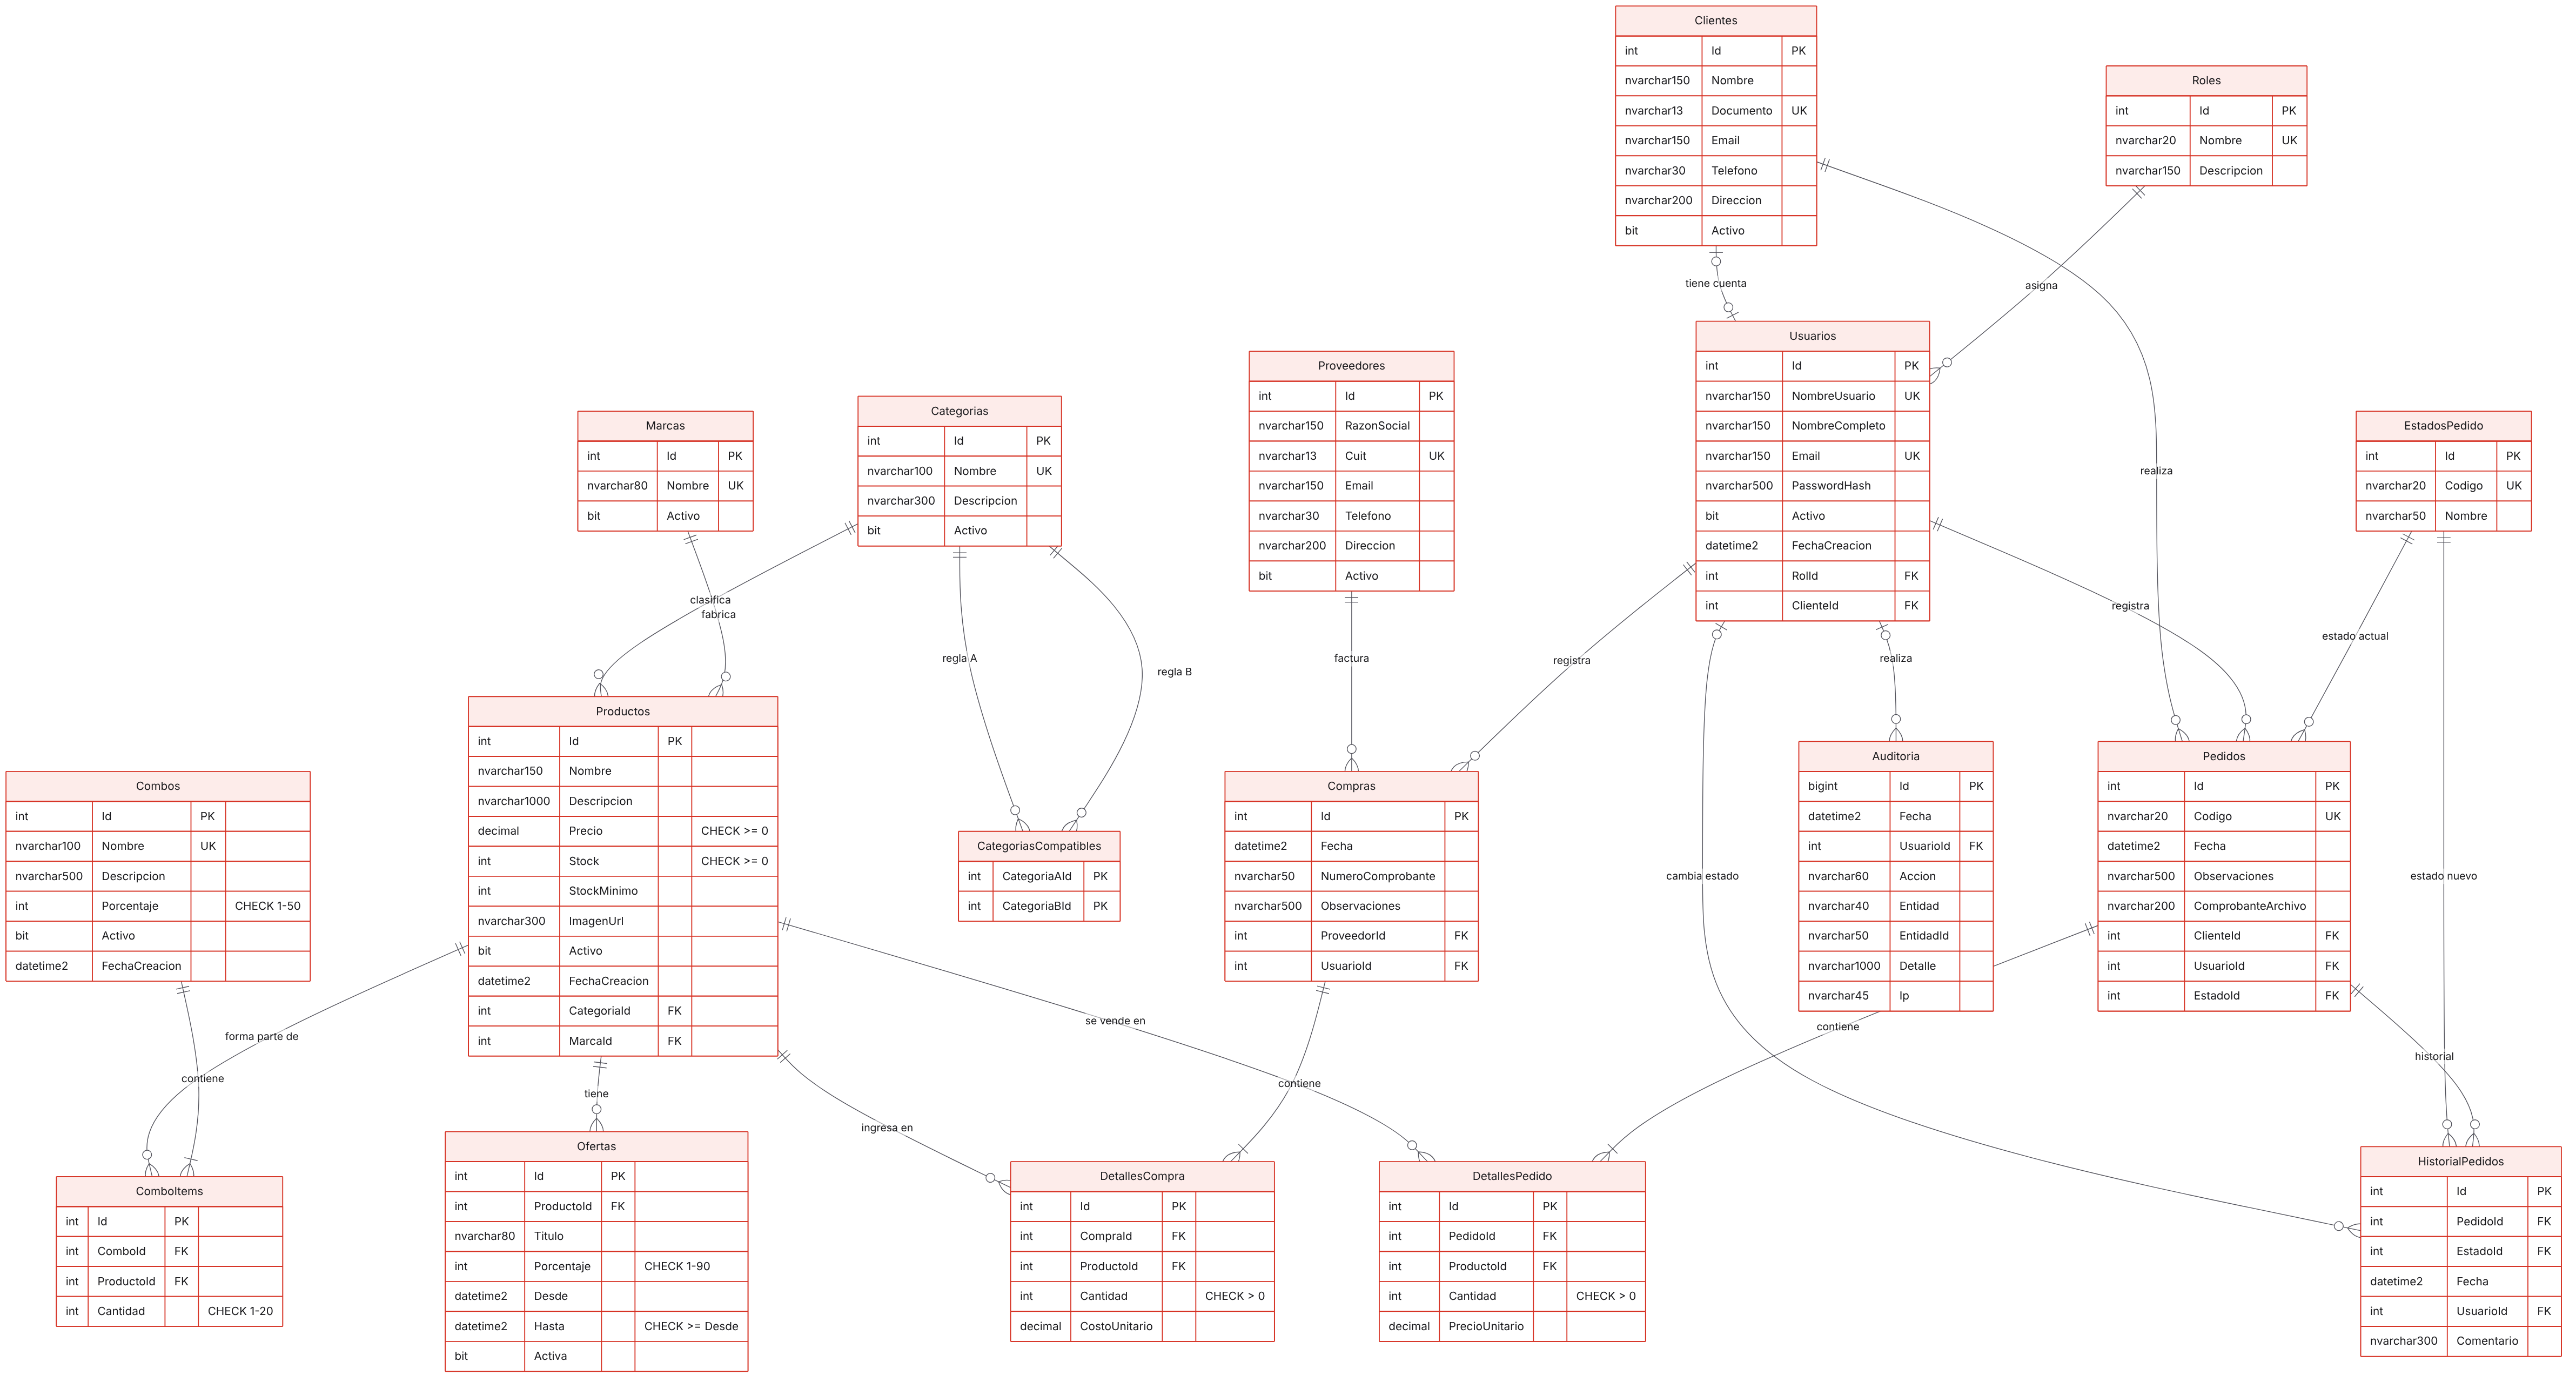 Clientes
int Id PK
nvarchar150 Nombre
nvarchar13 Documento UK
nvarchar150 Email
nvarchar30 Telefono
nvarchar200 Direccion
bit Activo
Roles
int Id PK
nvarchar20 Nombre UK
nvarchar150 Descripcion
tiene cuenta
asigna
Usuarios
int Id PK
nvarchar150 NombreUsuario UK
nvarchar150 NombreCompleto
nvarchar150 Email UK
nvarchar500 PasswordHash
bit Activo
datetime2 FechaCreacion
int RolId FK
int ClienteId FK
Proveedores
int Id PK
nvarchar150 RazonSocial
nvarchar13 Cuit UK
nvarchar150 Email
nvarchar30 Telefono
nvarchar200 Direccion
bit Activo
Categorias
int Id PK
nvarchar100 Nombre UK
nvarchar300 Descripcion
bit Activo
Marcas
int Id PK
nvarchar80 Nombre UK
bit Activo
EstadosPedido
int Id PK
nvarchar20 Codigo UK
nvarchar50 Nombre
realiza
clasifica
fabrica
registra
estado actual
regla A
regla B
factura
registra
realiza
Productos
int Id PK
nvarchar150 Nombre
nvarchar1000 Descripcion
decimal Precio CHECK >= 0
int Stock CHECK >= 0
int StockMinimo
nvarchar300 ImagenUrl
bit Activo
datetime2 FechaCreacion
int CategoriaId FK
int MarcaId FK
Combos
int Id PK
nvarchar100 Nombre UK
nvarchar500 Descripcion
int Porcentaje CHECK 1-50
bit Activo
datetime2 FechaCreacion
CategoriasCompatibles
int CategoriaAId PK
int CategoriaBId PK
Compras
int Id PK
datetime2 Fecha
nvarchar50 NumeroComprobante
nvarchar500 Observaciones
int ProveedorId FK
int UsuarioId FK
Auditoria
bigint Id PK
datetime2 Fecha
int UsuarioId FK
nvarchar60 Accion
nvarchar40 Entidad
nvarchar50 EntidadId
nvarchar1000 Detalle
nvarchar45 Ip
Pedidos
int Id PK
nvarchar20 Codigo UK
datetime2 Fecha
nvarchar500 Observaciones
nvarchar200 ComprobanteArchivo
int ClienteId FK
int UsuarioId FK
int EstadoId FK
cambia estado
estado nuevo
forma parte de
contiene
tiene
se vende en
ingresa en
contiene
contiene
historial
ComboItems
int Id PK
int ComboId FK
int ProductoId FK
int Cantidad CHECK 1-20
Ofertas
int Id PK
int ProductoId FK
nvarchar80 Titulo
int Porcentaje CHECK 1-90
datetime2 Desde
datetime2 Hasta CHECK >= Desde
bit Activa
DetallesCompra
int Id PK
int CompraId FK
int ProductoId FK
int Cantidad CHECK > 0
decimal CostoUnitario
DetallesPedido
int Id PK
int PedidoId FK
int ProductoId FK
int Cantidad CHECK > 0
decimal PrecioUnitario
HistorialPedidos
int Id PK
int PedidoId FK
int EstadoId FK
datetime2 Fecha
int UsuarioId FK
nvarchar300 Comentario